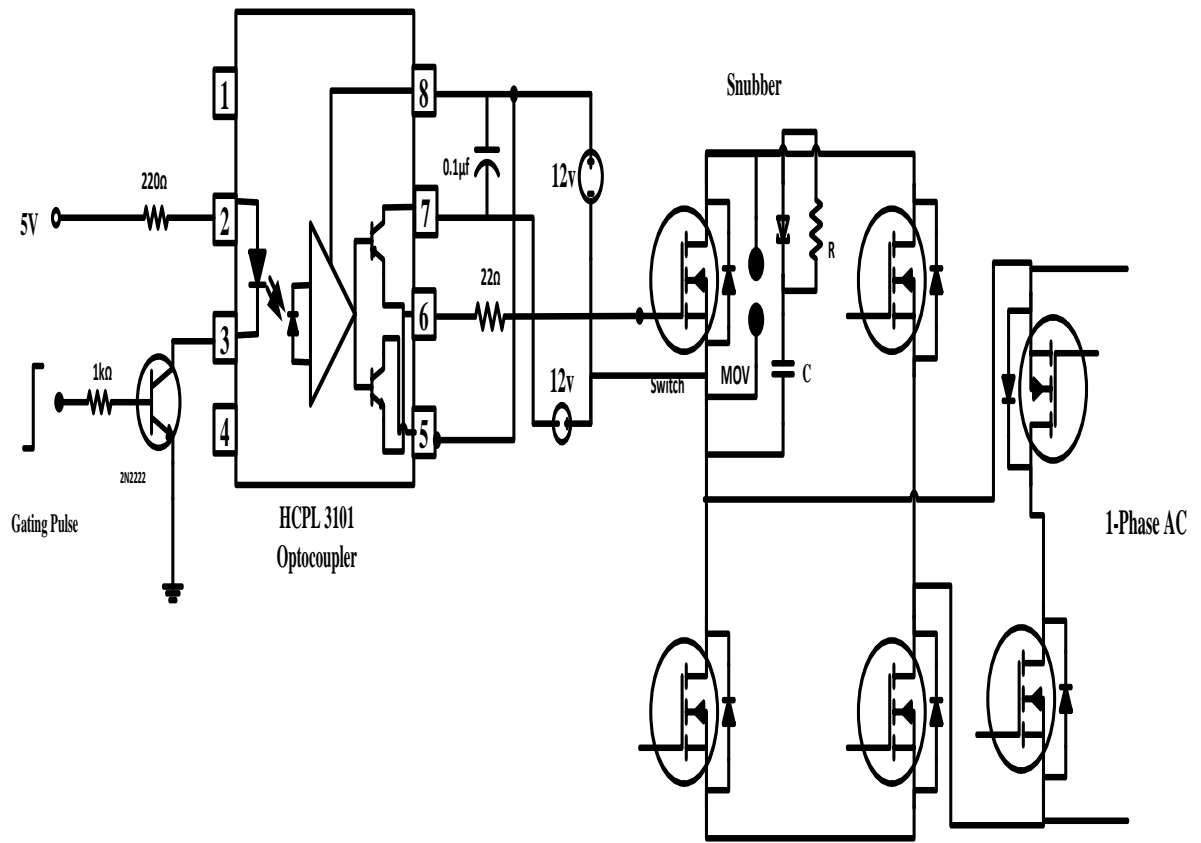 Snubber
1
8
0.1μf
12v
220Ω
5V
2
7
R
22Ω
6
3
1kΩ
12v
Switch
MOV
C
4
5
2N2222
Gating Pulse
HCPL 3101
Optocoupler
1-Phase AC